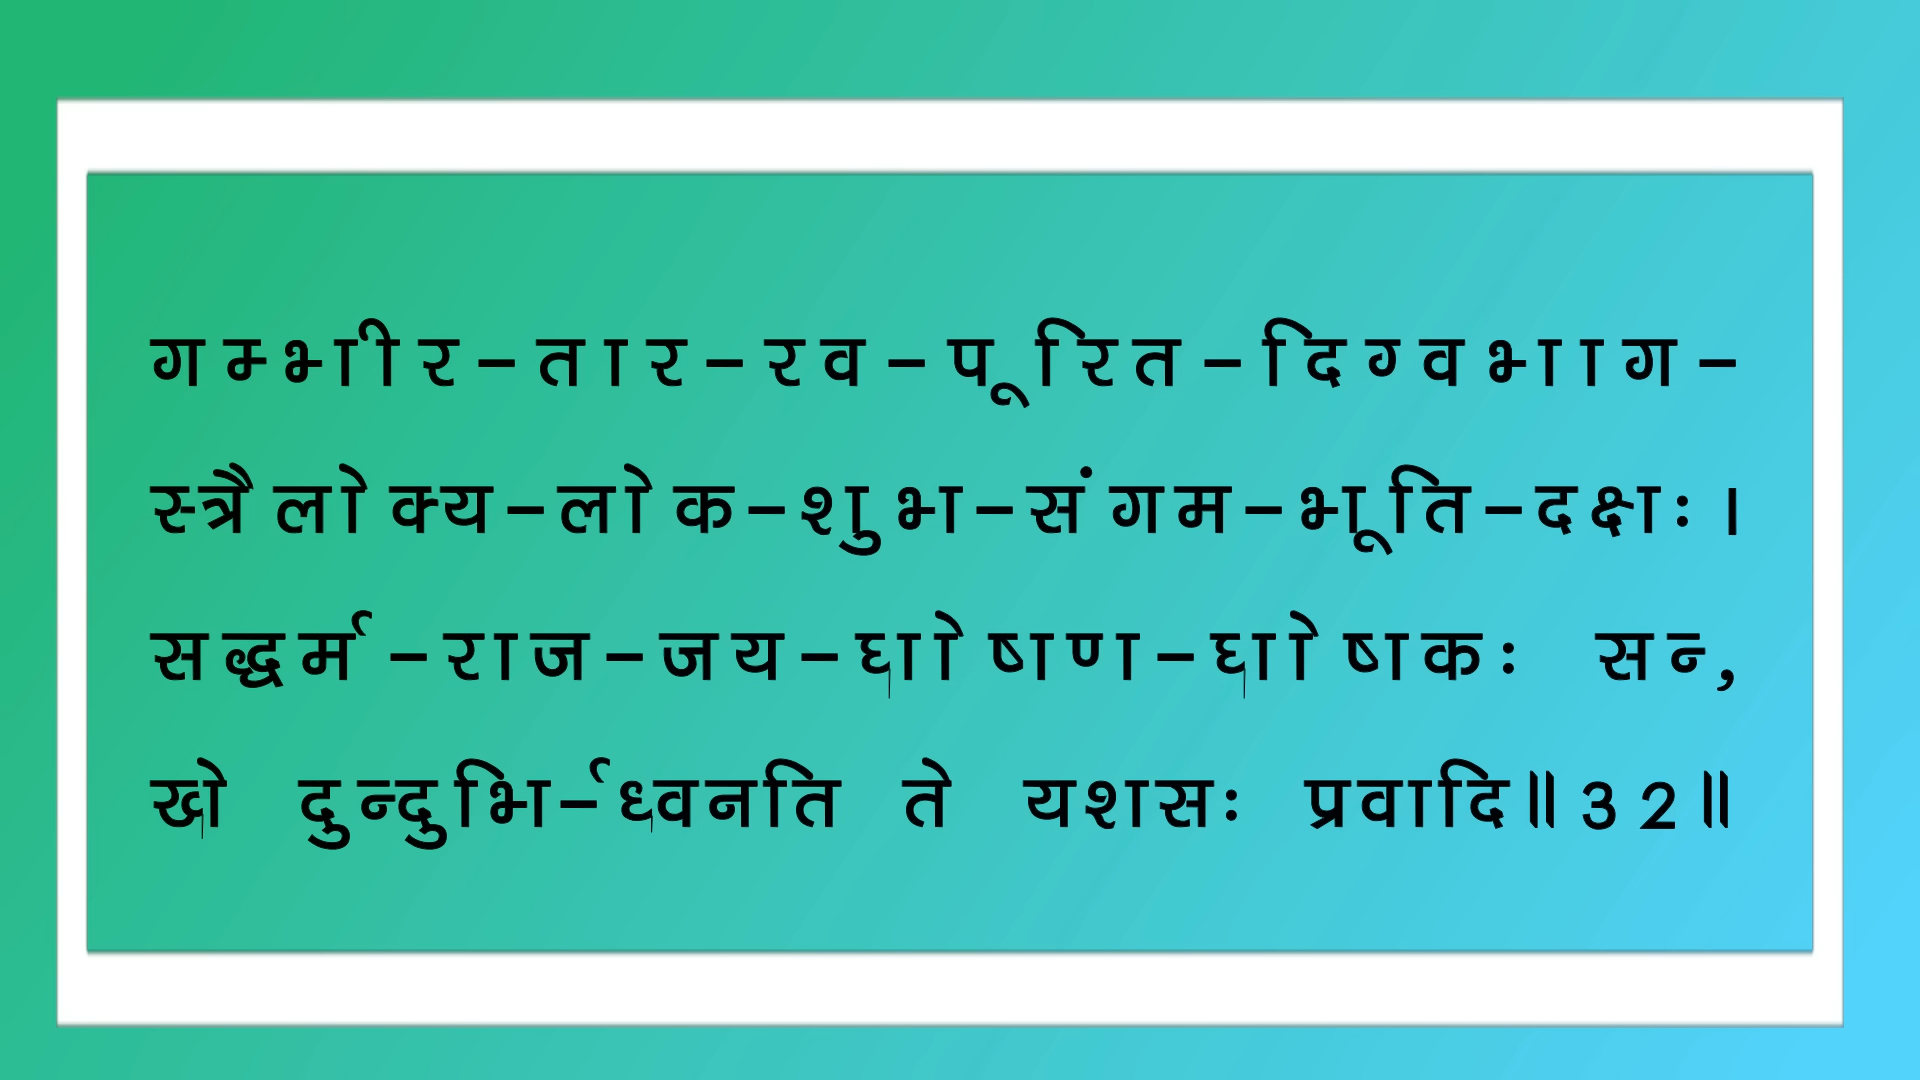 गम्भीर-तार-रव-पूरित-दिग्वभाग-
स्त्रैलोक्य-लोक-शुभ-संगम-भूति-दक्षः।
सद्धर्म-राज-जय-घोषण-घोषकः सन्,
खे दुन्दुभि-र्ध्वनति ते यशसः प्रवादि॥32॥